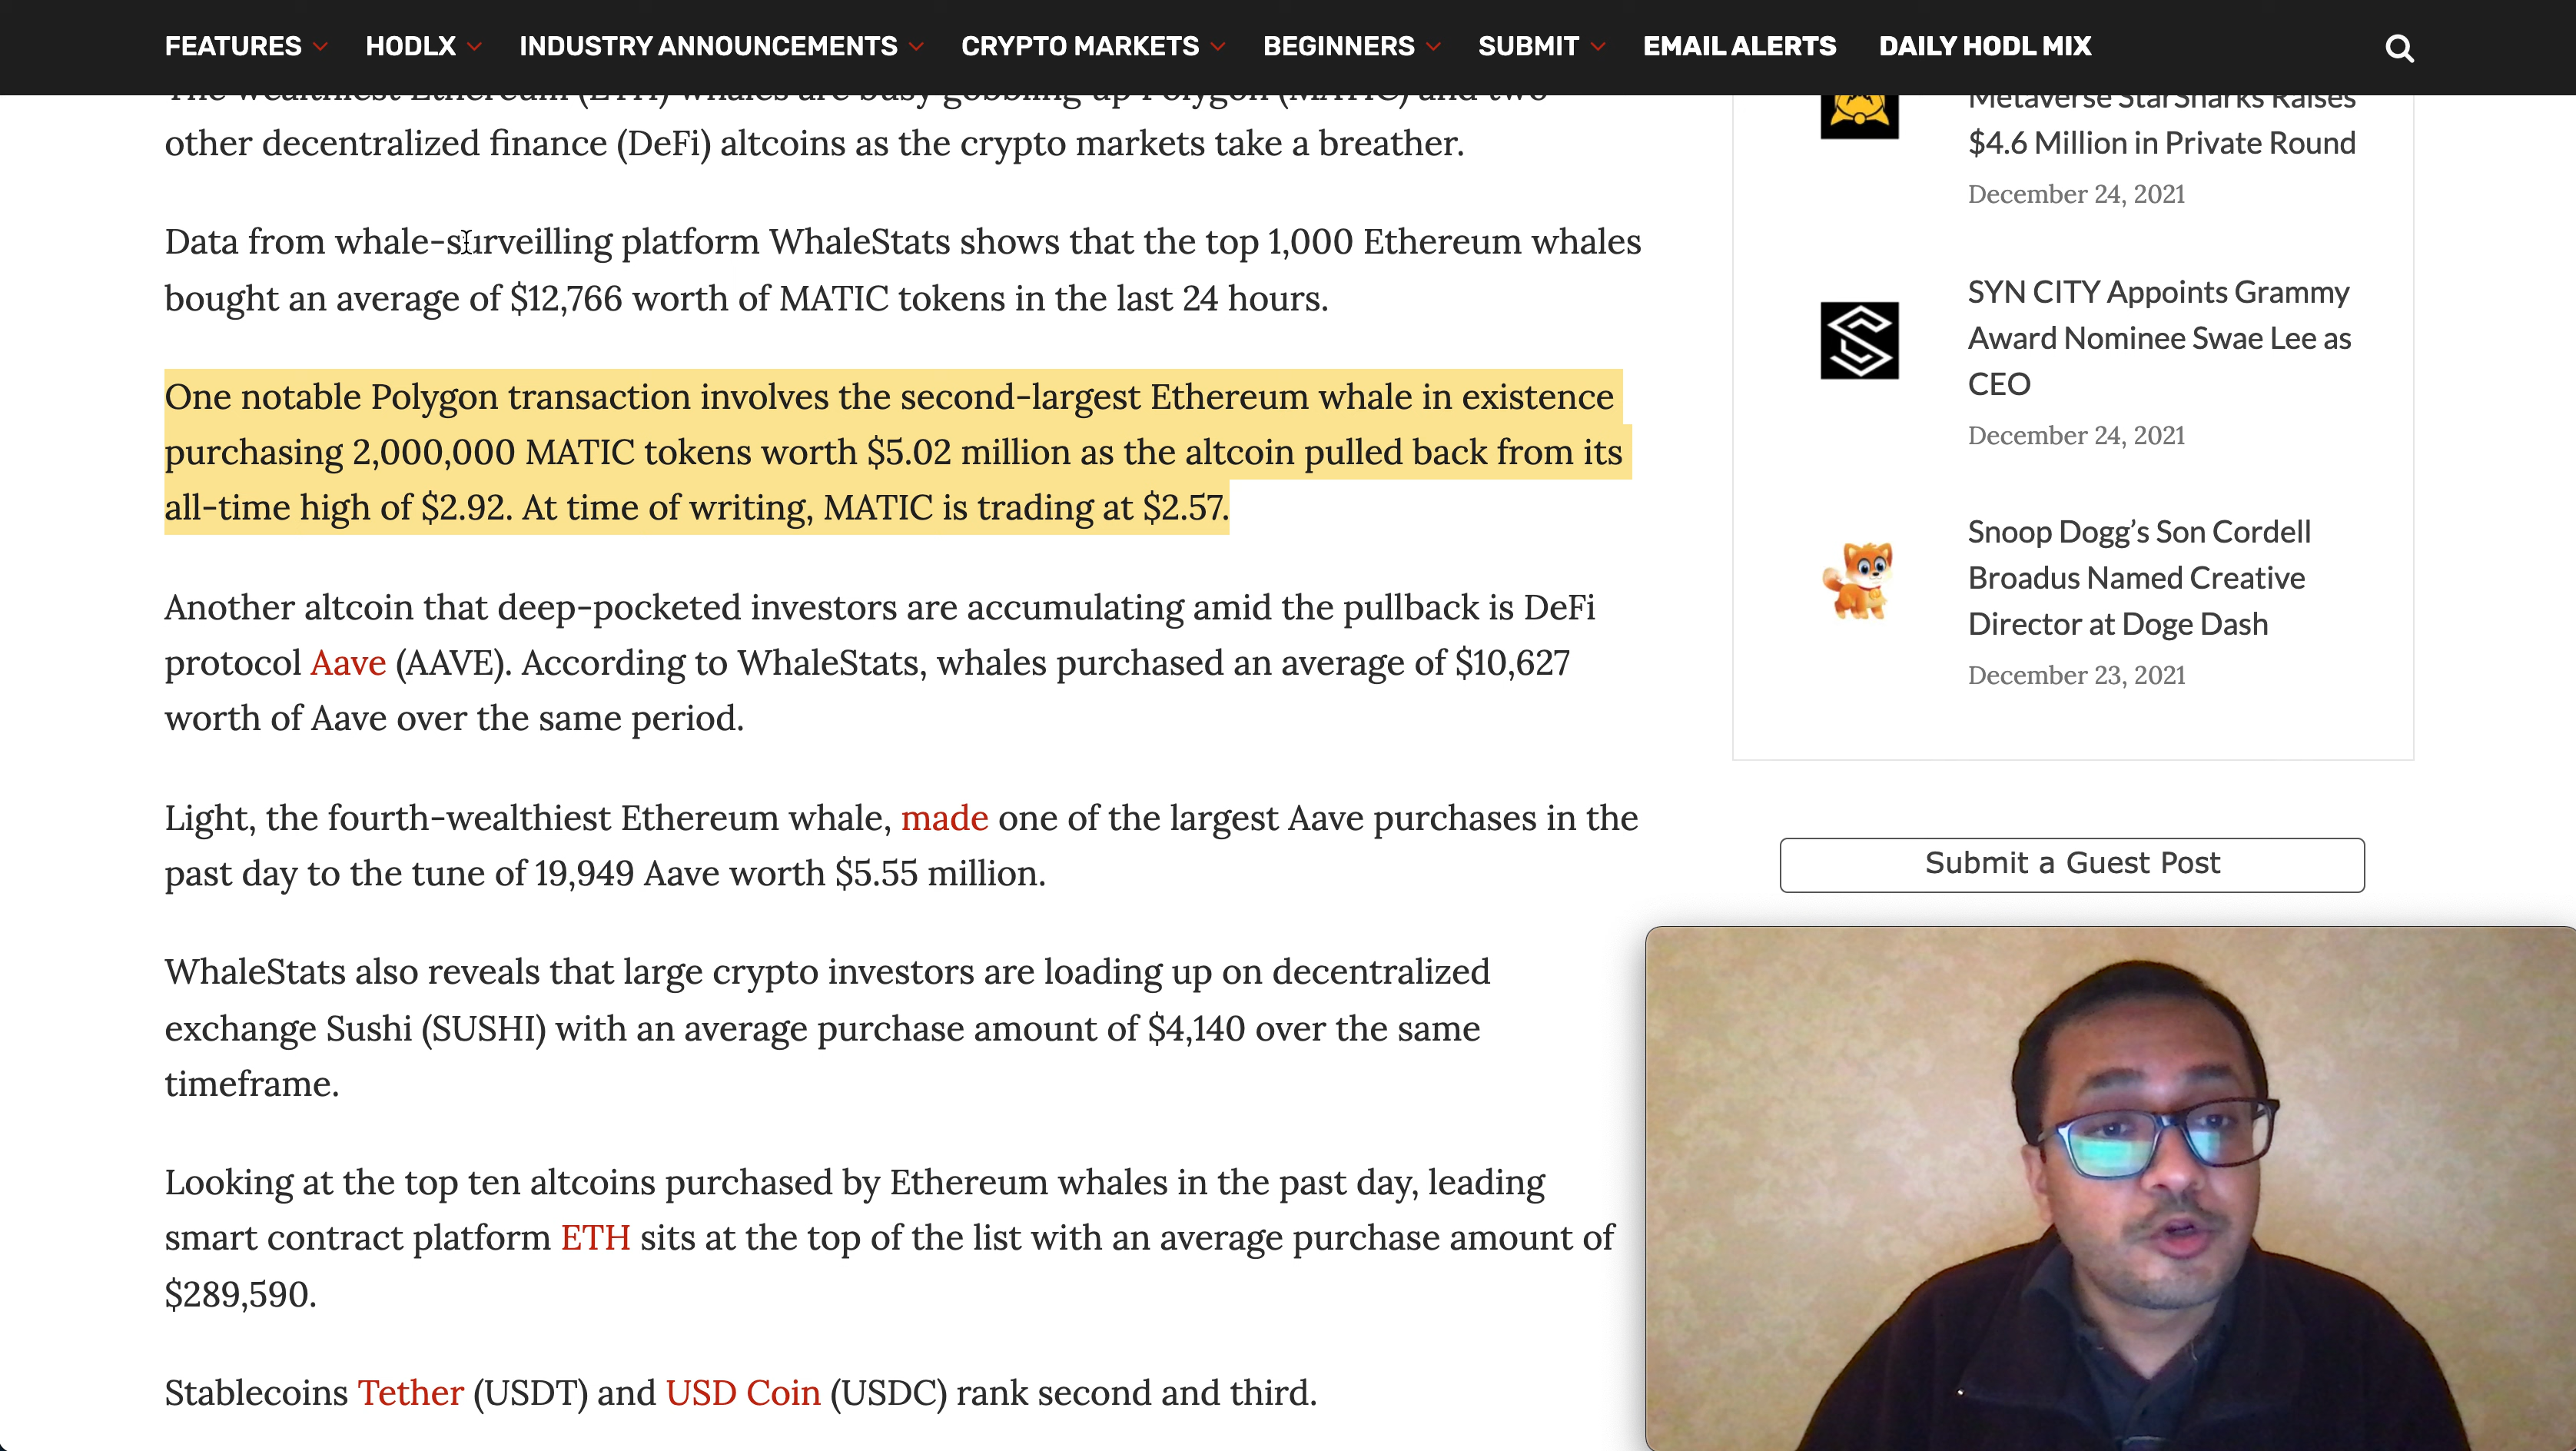 FEATURES HODLX INDUSTRY ANNOUNCEMENTS CRYPTO MARKETS BEGINNERS SUBMIT EMAIL ALERTS DAILY HODL MIX
The wealthiest Ethereum (ETH) whales are busy gobbling up Polygon (MATIC) and two
other decentralized finance (DeFi) altcoins as the crypto markets take a breather.
Data from whale-surveilling platform WhaleStats shows that the top 1,000 Ethereum whales
bought an average of $12,766 worth of MATIC tokens in the last 24 hours.
One notable Polygon transaction involves the second-largest Ethereum whale in existence
purchasing 2,000,000 MATIC tokens worth $5.02 million as the altcoin pulled back from its
all-time high of $2.92. At time of writing, MATIC is trading at $2.57.
Another altcoin that deep-pocketed investors are accumulating amid the pullback is DeFi
protocol Aave (AAVE). According to WhaleStats, whales purchased an average of $10,627
worth of Aave over the same period.
Light, the fourth-wealthiest Ethereum whale, made one of the largest Aave purchases in the
past day to the tune of 19,949 Aave worth $5.55 million.
WhaleStats also reveals that large crypto investors are loading up on decentralized
exchange Sushi (SUSHI) with an average purchase amount of $4,140 over the same
timeframe.
Looking at the top ten altcoins purchased by Ethereum whales in the past day, leading
smart contract platform ETH sits at the top of the list with an average purchase amount of
$289,590.
Stablecoins Tether (USDT) and USD Coin (USDC) rank second and third.
Metaverse StarSharks Raises
$4.6 Million in Private Round
December 24, 2021
SYN CITY Appoints Grammy
Award Nominee Swae Lee as
CEO
December 24, 2021
Snoop Dogg's Son Cordell
Broadus Named Creative
Director at Doge Dash
December 23, 2021
Submit a Guest Post